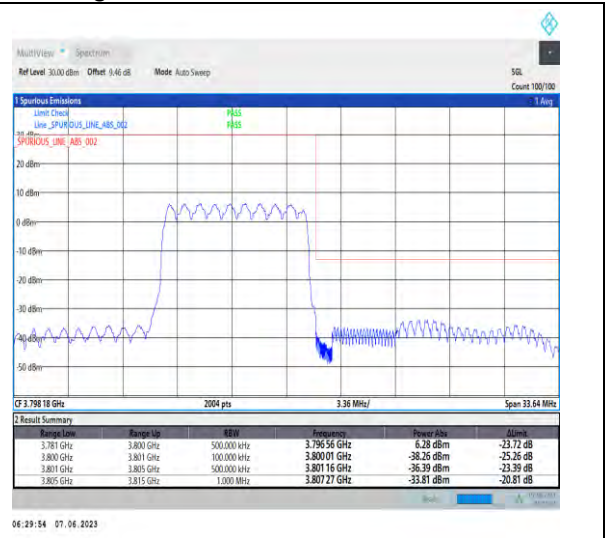 MultiView Spectrum
Ref Level 30.00 dBm Offset 9.46 dB Mode Auto Sweep SGL
Count 100/100
1 Spurious Emissions 1 Avg
Limit Check PASS
Line _SPURIOUS_LINE_ABS_002 PASS
_SPURIOUS_LINE_ABS_002
20 dBm
10 dBm
0 dBm
-10 dBm
-20 dBm
-30 dBm
-40 dBm
-50 dBm
CF 3.798 18 GHz 2004 pts 3.36 MHz/ Span 33.64 MHz
2 Result Summary
Range Low Range Up RBW Frequency Power Abs ΔLimit
3.781 GHz 3.800 GHz 500.000 kHz 3.796 56 GHz 6.28 dBm -23.72 dB
3.800 GHz 3.801 GHz 100.000 kHz 3.80001 GHz -38.26 dBm -25.26 dB
3.801 GHz 3.805 GHz 500.000 kHz 3.801 16 GHz -36.39 dBm -23.39 dB
3.805 GHz 3.815 GHz 1.000 MHz 3.807 27 GHz -33.81 dBm -20.81 dB
06:29:54 07.06.2023